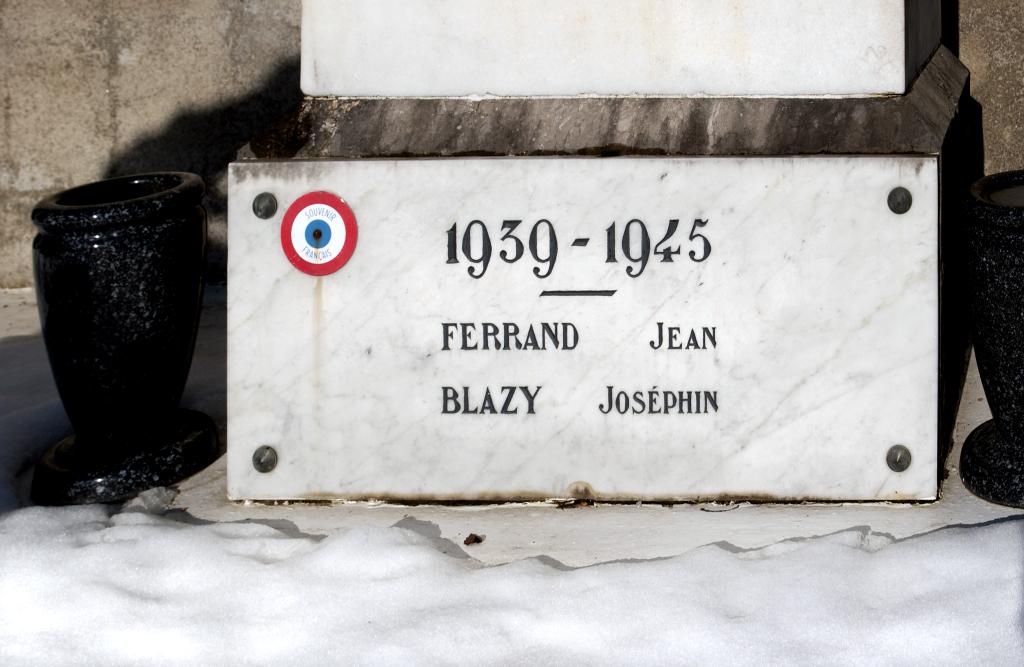 SOUVENIR
FRANÇAIS
1939 - 1945
FERRAND JEAN
BLAZY JOSÉPHIN